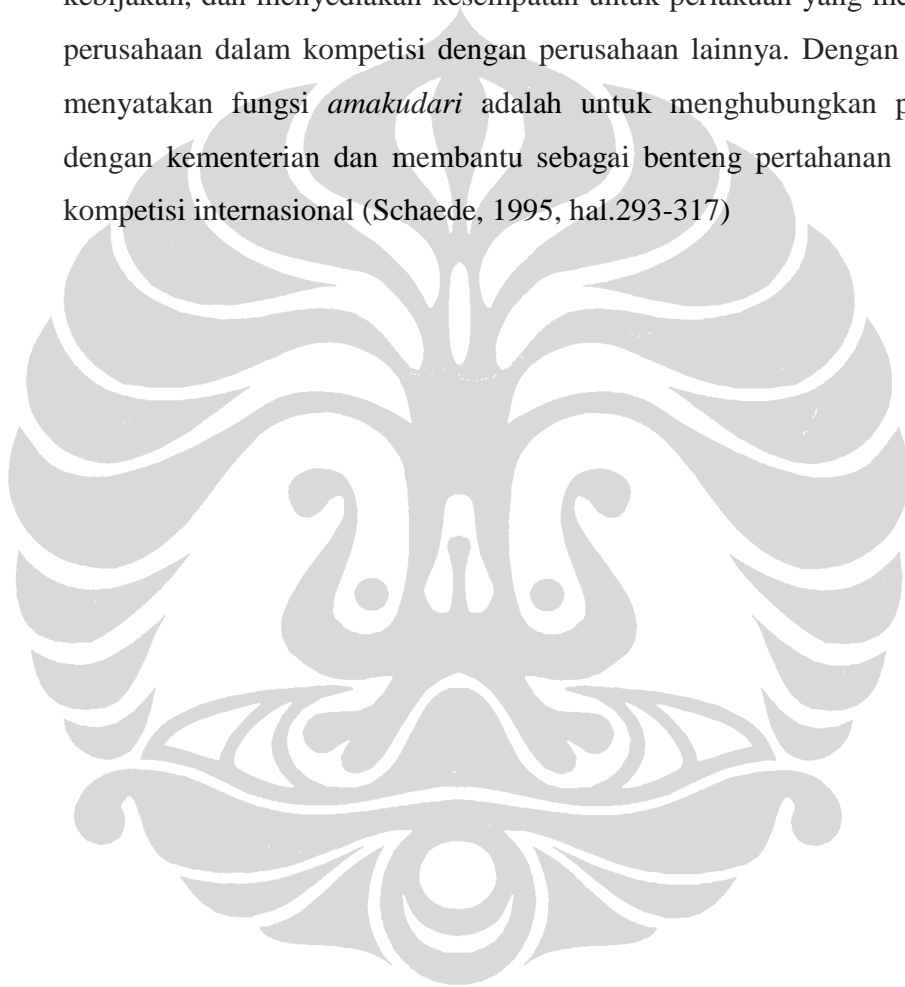 kebijakan, dan menyediakan kesempatan untuk perlakuan yang
perusahaan dalam kompetisi dengan perusahaan lainnya. Dengan
menyatakan fungsi amakudari adalah untuk menghubungkan
dengan kementerian dan membantu sebagai benteng pertahanan
kompetisi internasional (Schaede, 1995, hal.293-317)